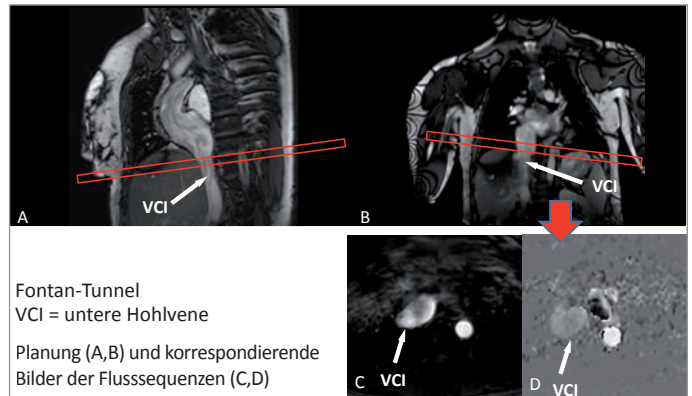 VCI
A
VCI
B
Fontan-Tunnel
VCI = untere Hohlvene
Planung (A,B) und korrespondierende
Bilder der Flusssequenzen (C,D)
VCI
C
VCI
D